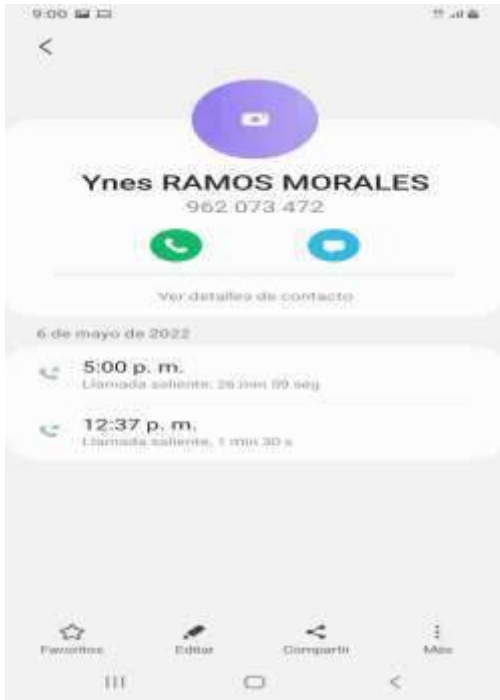 9:00
Ynes RAMOS MORALES
962 073 472
Ver detalles de contacto
6 de mayo de 2022
5:00 p. m.
Llamada saliente, 26 min 09 seg
12:37 p. m.
Llamada saliente, 1 min 30 s
Favoritos Editar Compartir Más